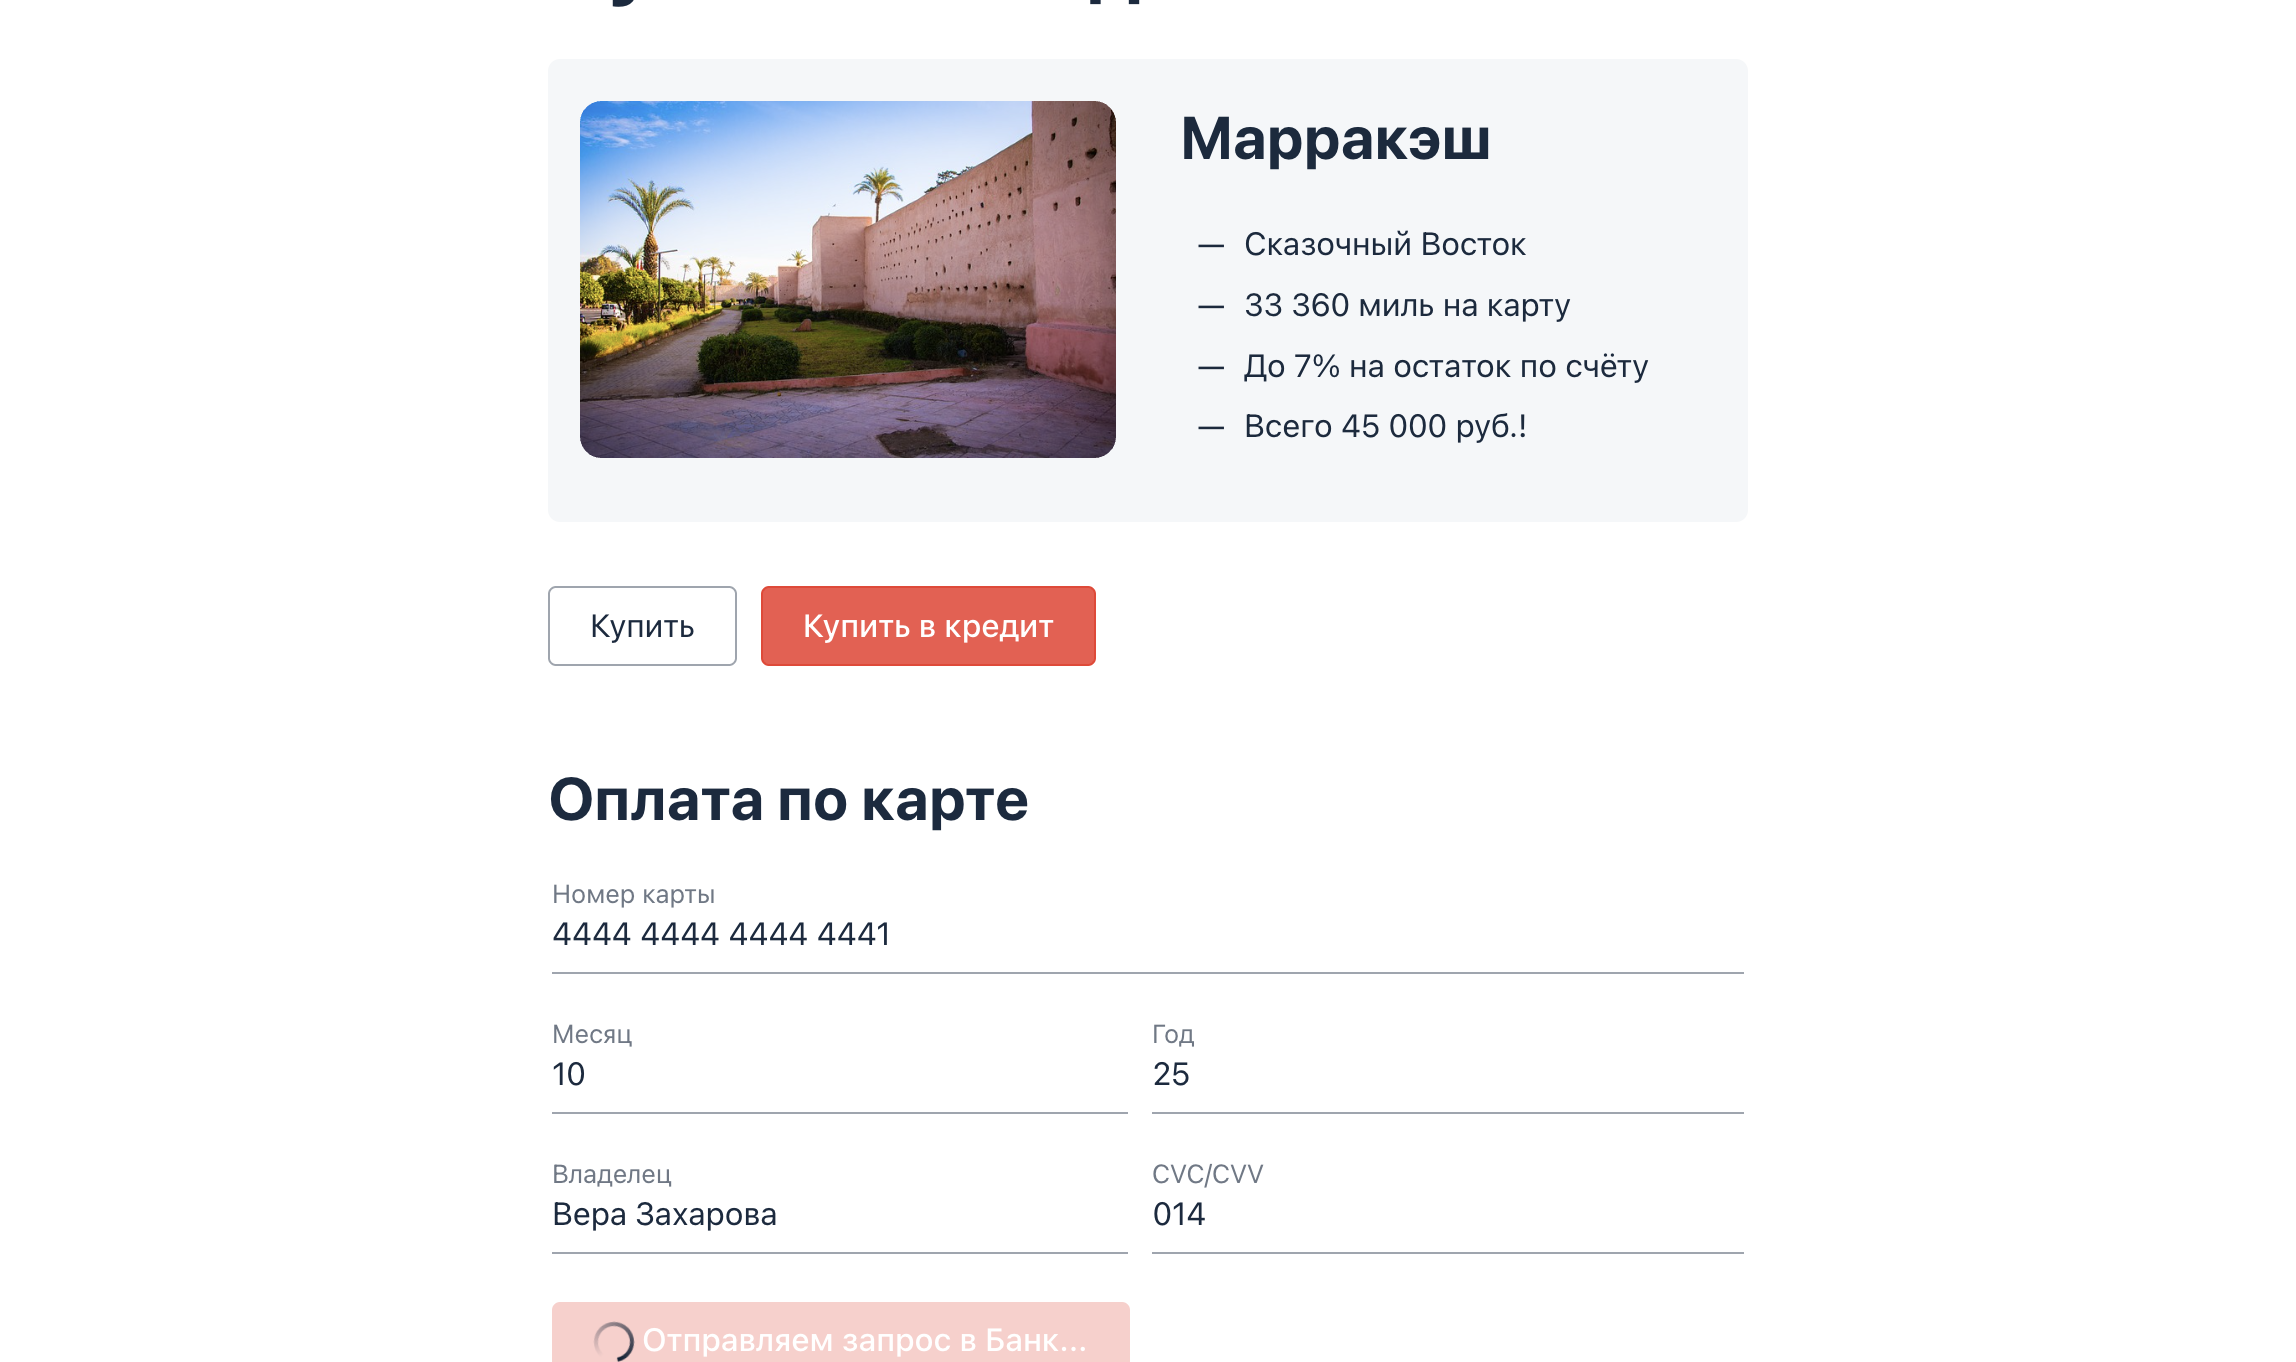 Марракэш
— Сказочный Восток
— 33 360 миль на карту
— До 7% на остаток по счёту
— Всего 45 000 руб.!
Купить
Купить в кредит
Оплата по карте
Номер карты
4444 4444 4444 4441
Месяц
Год
10
25
Владелец
CVC/CVV
Вера Захарова
014
Отправляем запрос в Банк...